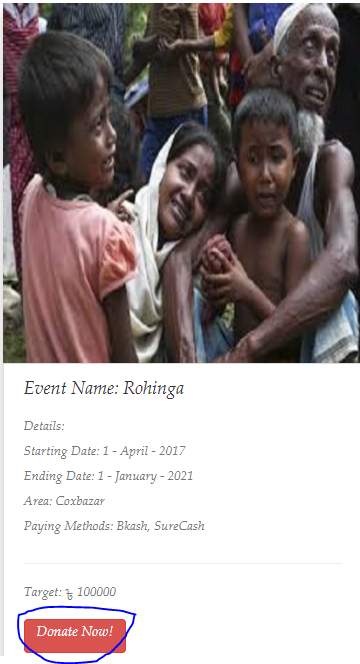 Event Name: Rohinga
Details:
Starting Date: 1 - April - 2017
Ending Date: 1 - January - 2021
Area: Coxbazar
Paying Methods: Bkash, SureCash
Target: ৳ 100000
Donate Now!